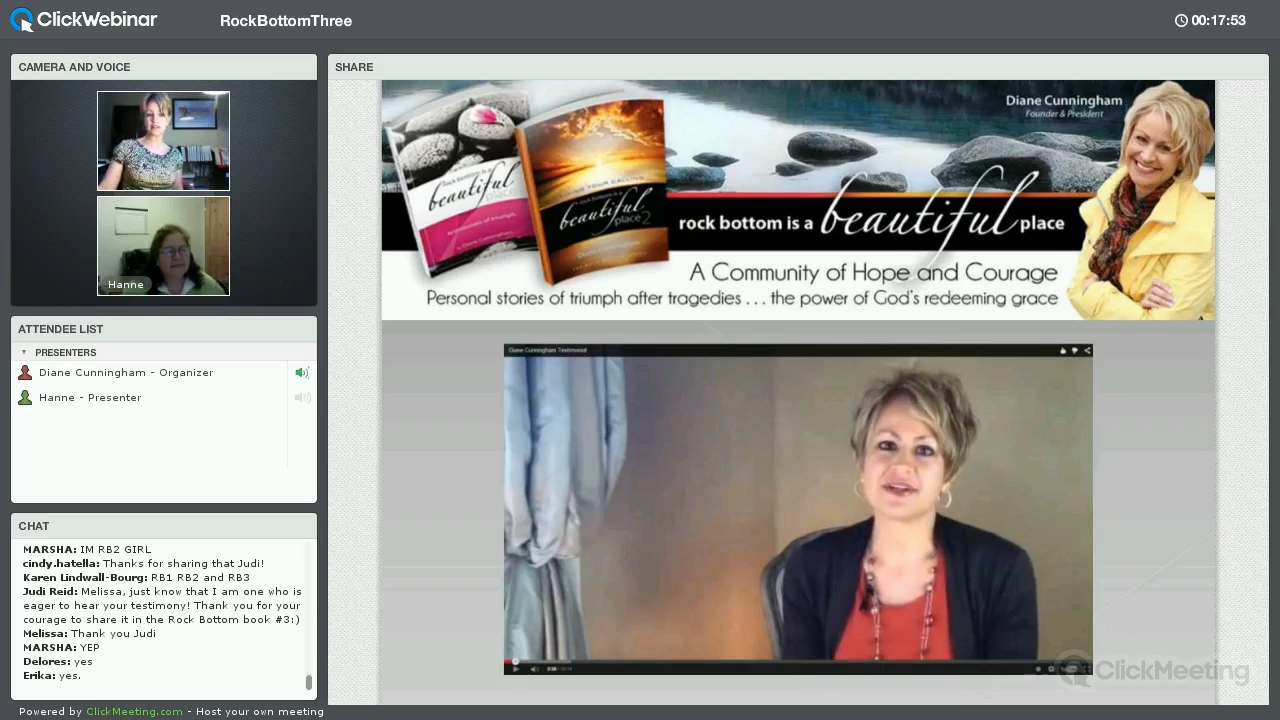 ClickWebinar
RockBottomThree
00:17:53
CAMERA AND VOICE
Hanne
ATTENDEE LIST
PRESENTERS
Diane Cunningham - Organizer
Hanne - Presenter
CHAT
MARSHA: IM RB2 GIRL
cindy.hatella: Thanks for sharing that Judi!
Karen Lindwall-Bourg: RB1 RB2 and RB3
Judi Reid: Melissa, just know that I am one who is
eager to hear your testimony! Thank you for your
courage to share it in the Rock Bottom book #3:)
Melissa: Thank you Judi
MARSHA: YEP
Delores: yes
Erika: yes.
Powered by ClickMeeting.com - Host your own meeting
SHARE
Diane Cunningham
Founder & President
rock bottom is a
beautiful
place
beautiful
place2
rock bottom is a beautiful place
A Community of Hope and Courage
Personal stories of triumph after tragedies . . . the power of God's redeeming grace
Diane Cunningham Testimonial
ClickMeeting